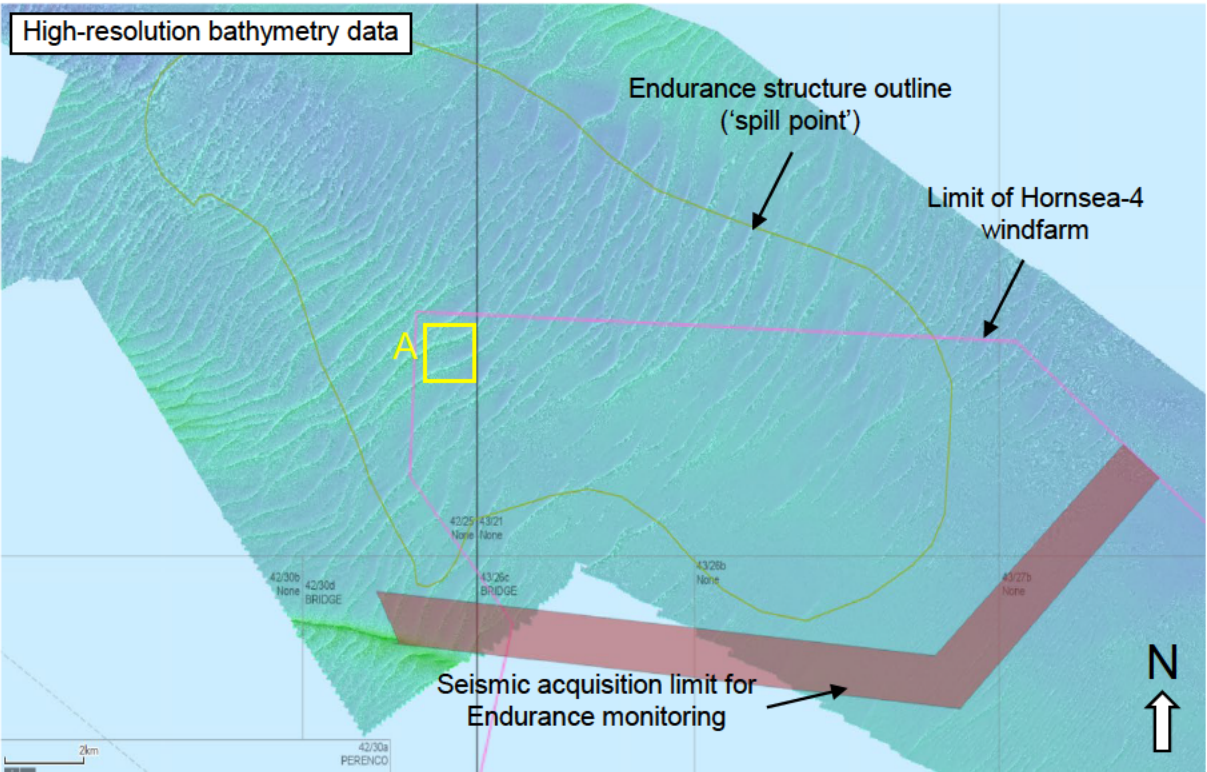 High-resolution bathymetry data
Endurance structure outline
(‘spill point’)
Limit of Hornsea-4
windfarm
A
42/25 43/21
None None
42/30b
None
42/30d
BRIDGE
43/26c
BRIDGE
43/26b
None
43/27b
None
N
Seismic acquisition limit for
Endurance monitoring
2km
42/30a
PERENCO